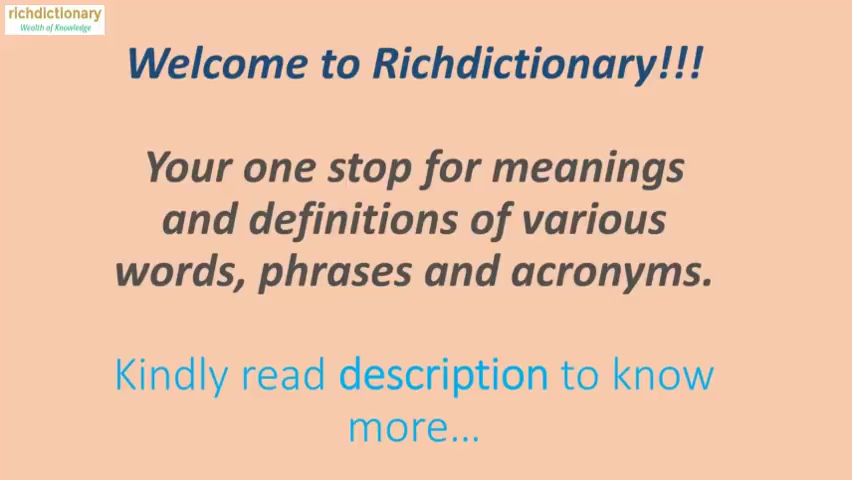 richdictionary
Wealth of Knowledge
Welcome to Richdictionary!!!
Your one stop for meanings
and definitions of various
words, phrases and acronyms.
Kindly read description to know
more...